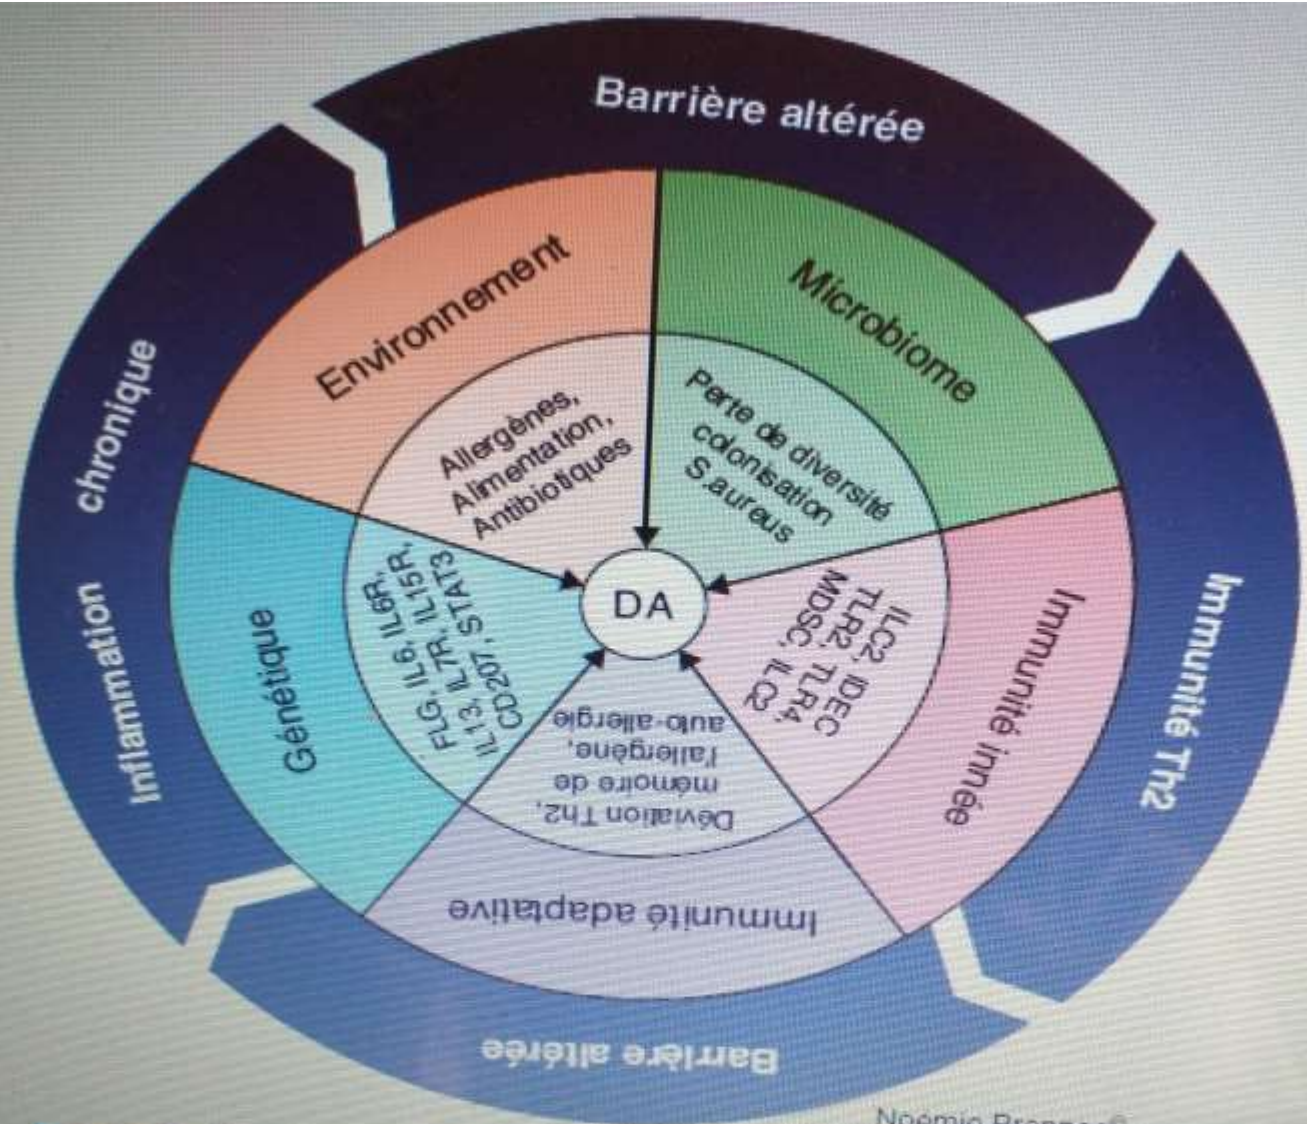 Barrière altérée
Immunité Th2
Barrière altérée
Inflammation chronique
Environnement
Allergènes,
Alimentation,
Antibiotiques
Microbiome
Perte de diversité
colonisation
S.aureus
Immunité innée
ILC2, IDEC
TLR2, TLR4,
MDSC, ILC2
Immunité adaptative
Déviation Th2,
mémoire de
l'allergène,
auto-allergie
Génétique
FLG, IL6, IL6R,
IL13, IL7R, IL15R,
CD207, STAT3
DA